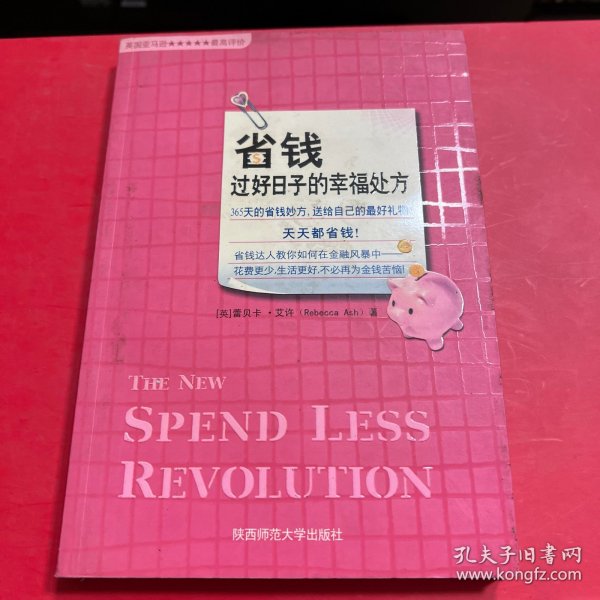 英国亚马逊★★★★★最高评价
省钱
过好日子的幸福处方
365天的省钱妙方，送给自己的最好礼物！
天天都省钱！
省钱达人教你如何在金融风暴中
花费更少，生活更好，不必再为金钱苦恼！
[英]蕾贝卡·艾许（Rebecca Ash）著
THE NEW
SPEND LESS
REVOLUTION
陕西师范大学出版社
孔夫子旧书网
www.kongfz.com